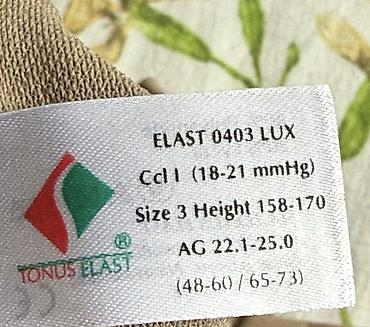 ELAST 0403 LUX
Ccl I (18-21 mmHg)
Size 3 Height 158-170
AG 22.1-25.0
(48-60 / 65-73)
®
TONUS ELAST
CE